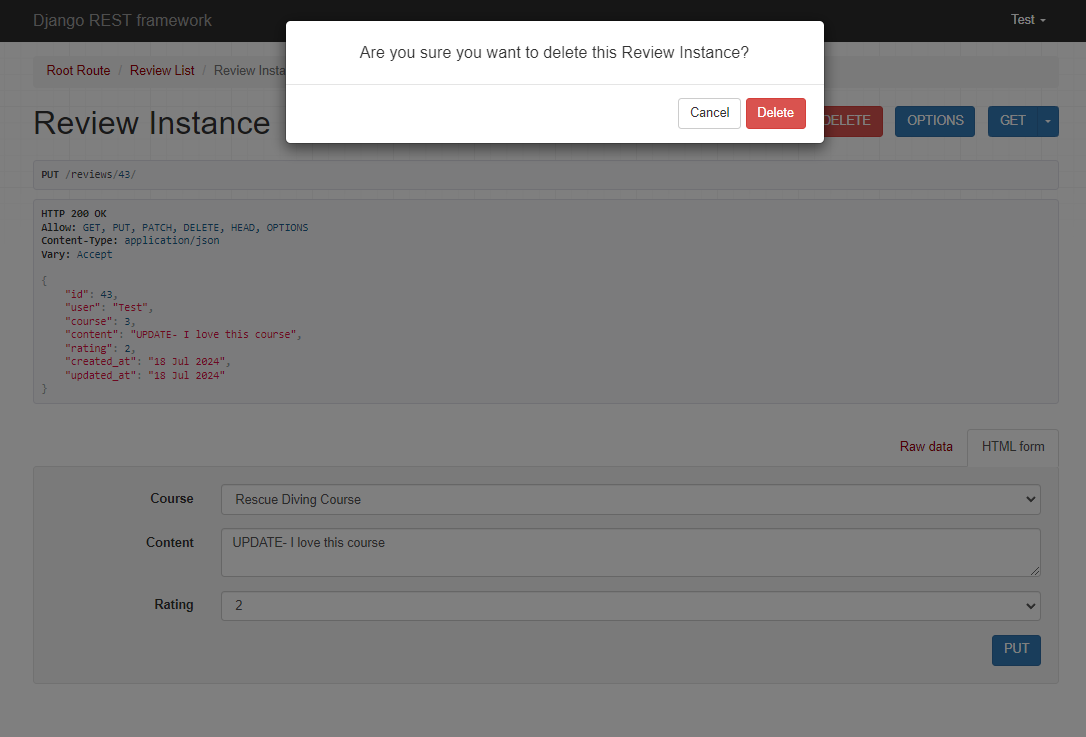 Django REST framework
Test
Are you sure you want to delete this Review Instance?
Cancel
Delete
Root Route / Review List / Review Insta
Review Instance
DELETE
OPTIONS
GET
PUT /reviews/43/
HTTP 200 OK
Allow: GET, PUT, PATCH, DELETE, HEAD, OPTIONS
Content-Type: application/json
Vary: Accept
{
"id": 43,
"user": "Test",
"course": 3,
"content": "UPDATE- I love this course",
"rating": 2,
"created_at": "18 Jul 2024",
"updated_at": "18 Jul 2024"
}
Raw data
HTML form
Course
Rescue Diving Course
Content
UPDATE- I love this course
Rating
2
PUT